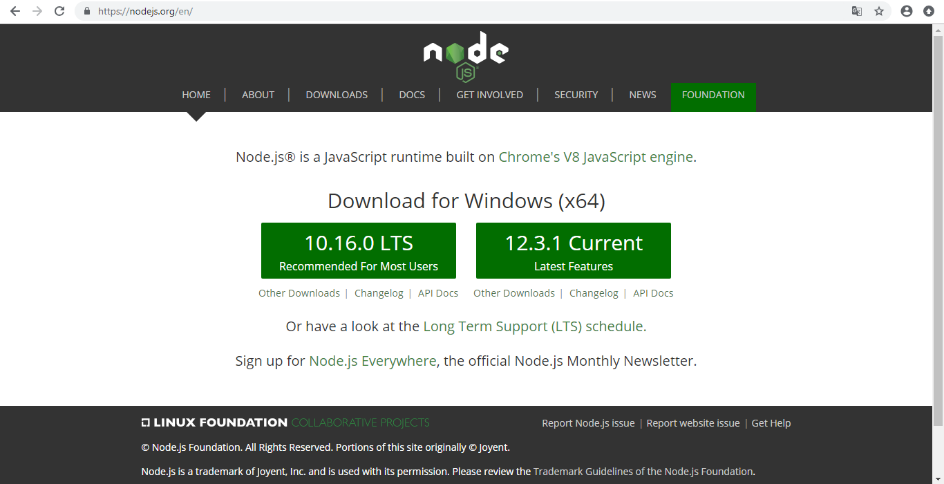 https://nodejs.org/en/
node
JS
HOME | ABOUT | DOWNLOADS | DOCS | GET INVOLVED | SECURITY | NEWS FOUNDATION
Node.js® is a JavaScript runtime built on Chrome's V8 JavaScript engine.
Download for Windows (x64)
10.16.0 LTS
Recommended For Most Users
12.3.1 Current
Latest Features
Other Downloads | Changelog | API Docs
Other Downloads | Changelog | API Docs
Or have a look at the Long Term Support (LTS) schedule.
Sign up for Node.js Everywhere, the official Node.js Monthly Newsletter.
LINUX FOUNDATION COLLABORATIVE PROJECTS
Report Node.js issue | Report website issue | Get Help
© Node.js Foundation. All Rights Reserved. Portions of this site originally © Joyent.
Node.js is a trademark of Joyent, Inc. and is used with its permission. Please review the Trademark Guidelines of the Node.js Foundation.